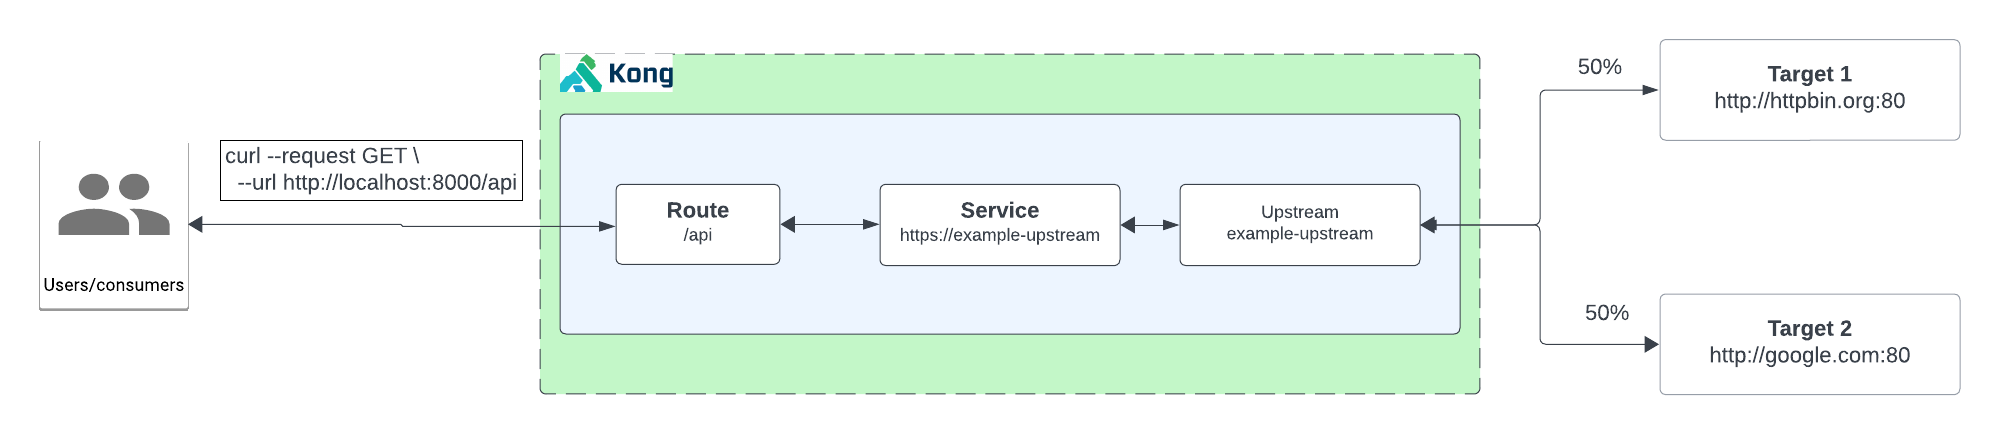 Kong
curl --request GET \
--url http://localhost:8000/api
Users/consumers
Route
/api
Service
https://example-upstream
Upstream
example-upstream
50%
Target 1
http://httpbin.org:80
50%
Target 2
http://google.com:80